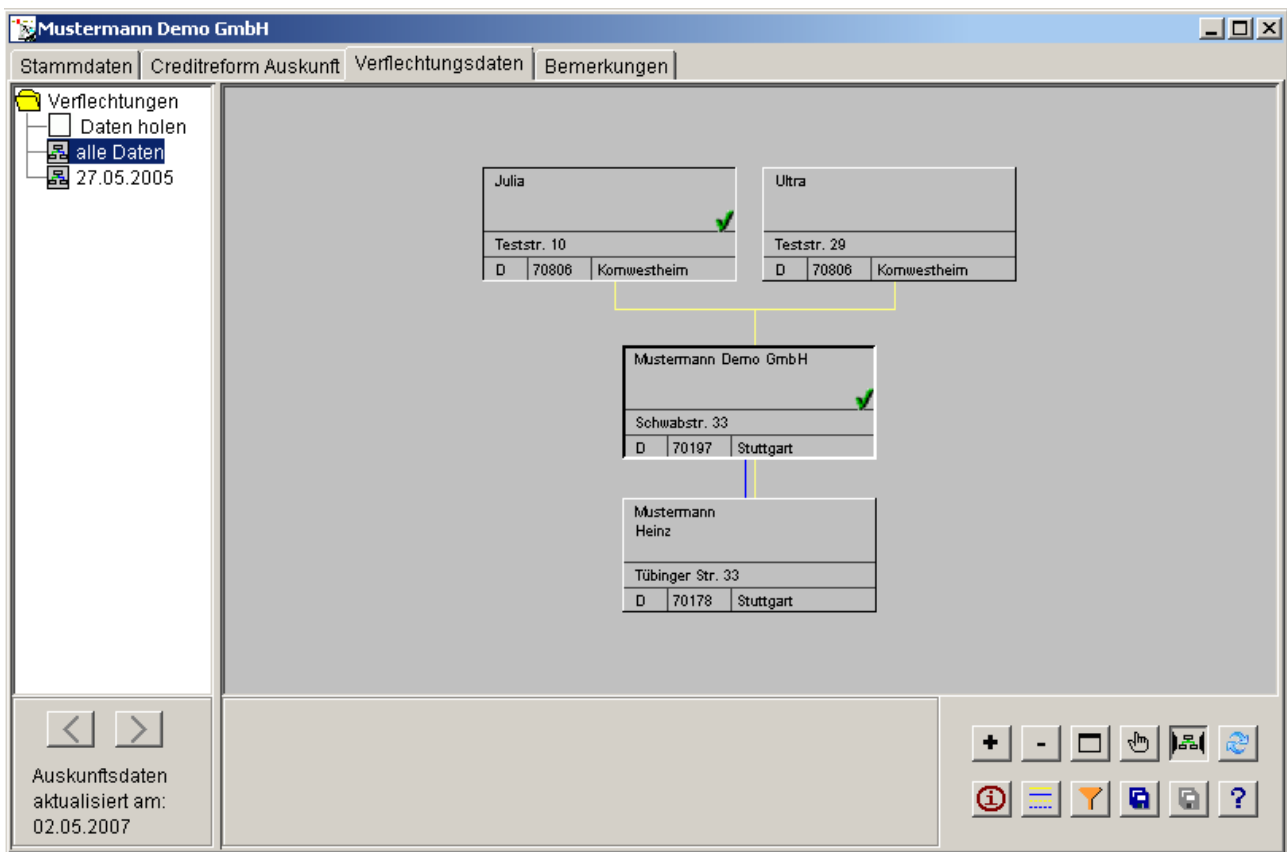 Mustermann Demo GmbH
Stammdaten Creditreform Auskunft Verflechtungsdaten Bemerkungen
Verflechtungen
Daten holen
alle Daten
27.05.2005
Julia
Teststr. 10
D 70806 Kornwestheim
Ultra
Teststr. 29
D 70806 Kornwestheim
Mustermann Demo GmbH
Schwabstr. 33
D 70197 Stuttgart
Mustermann
Heinz
Tübinger Str. 33
D 70178 Stuttgart
< >
Auskunftsdaten
aktualisiert am:
02.05.2007
+ -
i ?